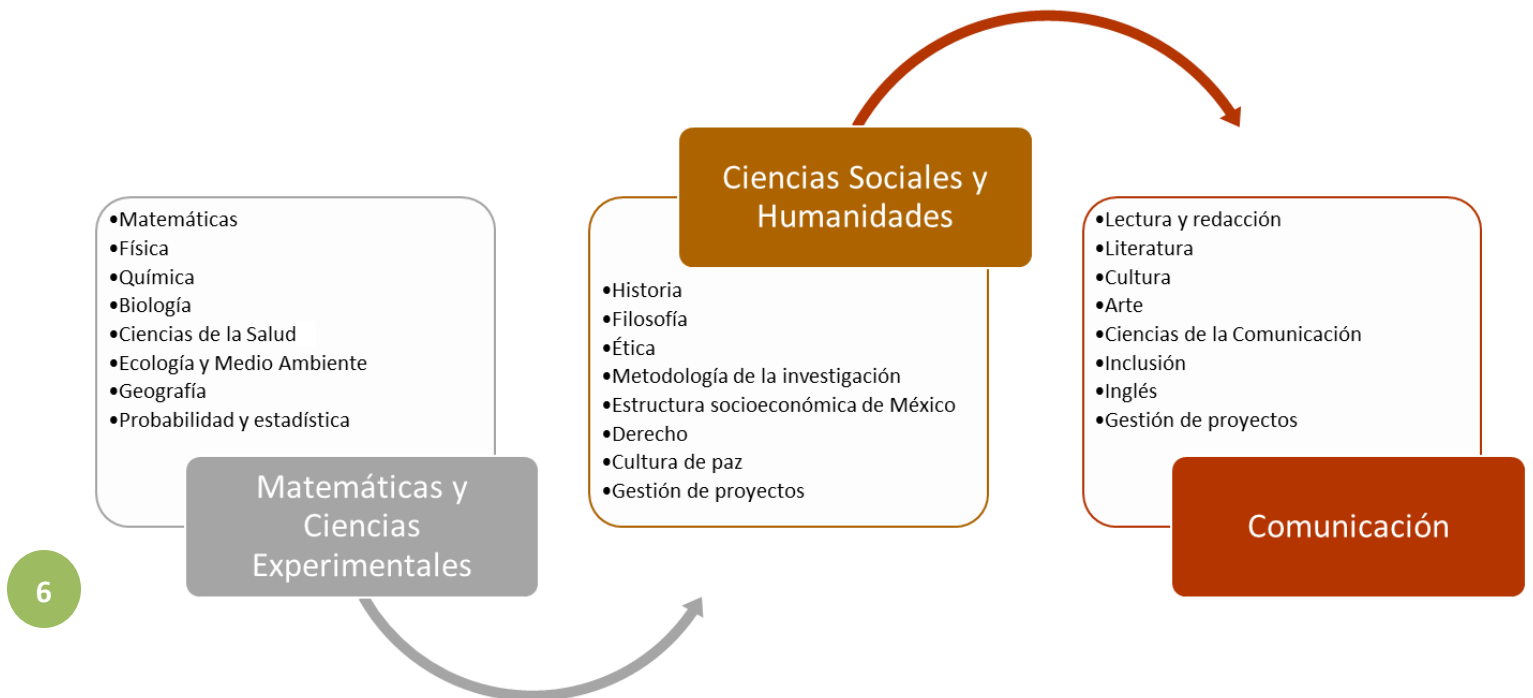 •Matemáticas
•Física
•Química
•Biología
•Ciencias de la Salud
•Ecología y Medio Ambiente
•Geografía
•Probabilidad y estadística
Matemáticas y
Ciencias
Experimentales
Ciencias Sociales y
Humanidades
•Historia
•Filosofía
•Ética
•Metodología de la investigación
•Estructura socioeconómica de México
•Derecho
•Cultura de paz
•Gestión de proyectos
•Lectura y redacción
•Literatura
•Cultura
•Arte
•Ciencias de la Comunicación
•Inclusión
•Inglés
•Gestión de proyectos
Comunicación
6